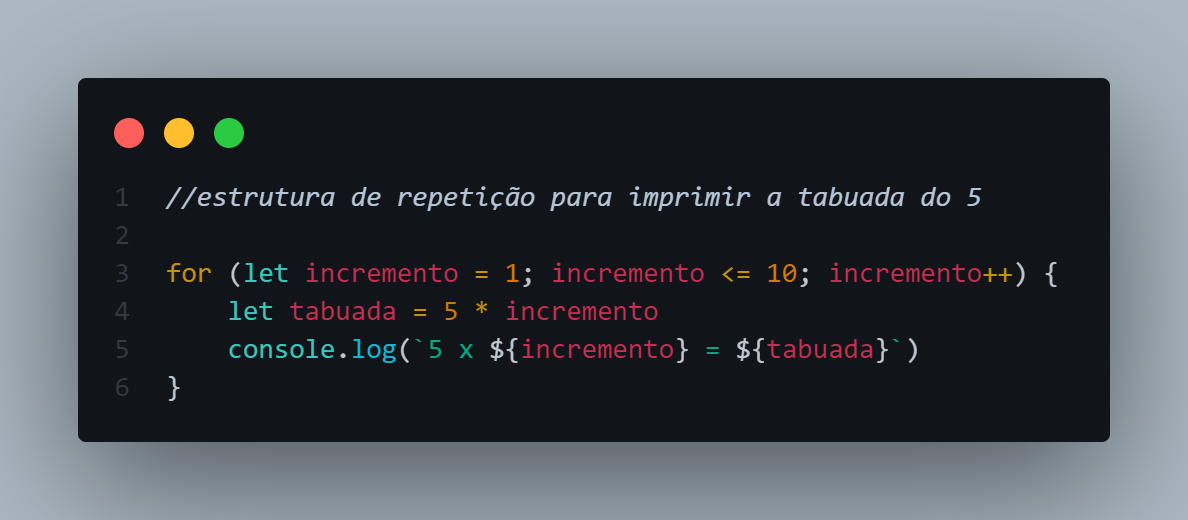 1 //estrutura de repetição para imprimir a tabuada do 5
2
3 for (let incremento = 1; incremento <= 10; incremento++) {
4     let tabuada = 5 * incremento
5     console.log(`5 x ${incremento} = ${tabuada}`)
6 }